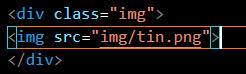 <div class="img">
<img src="img/tin.png">
</div>